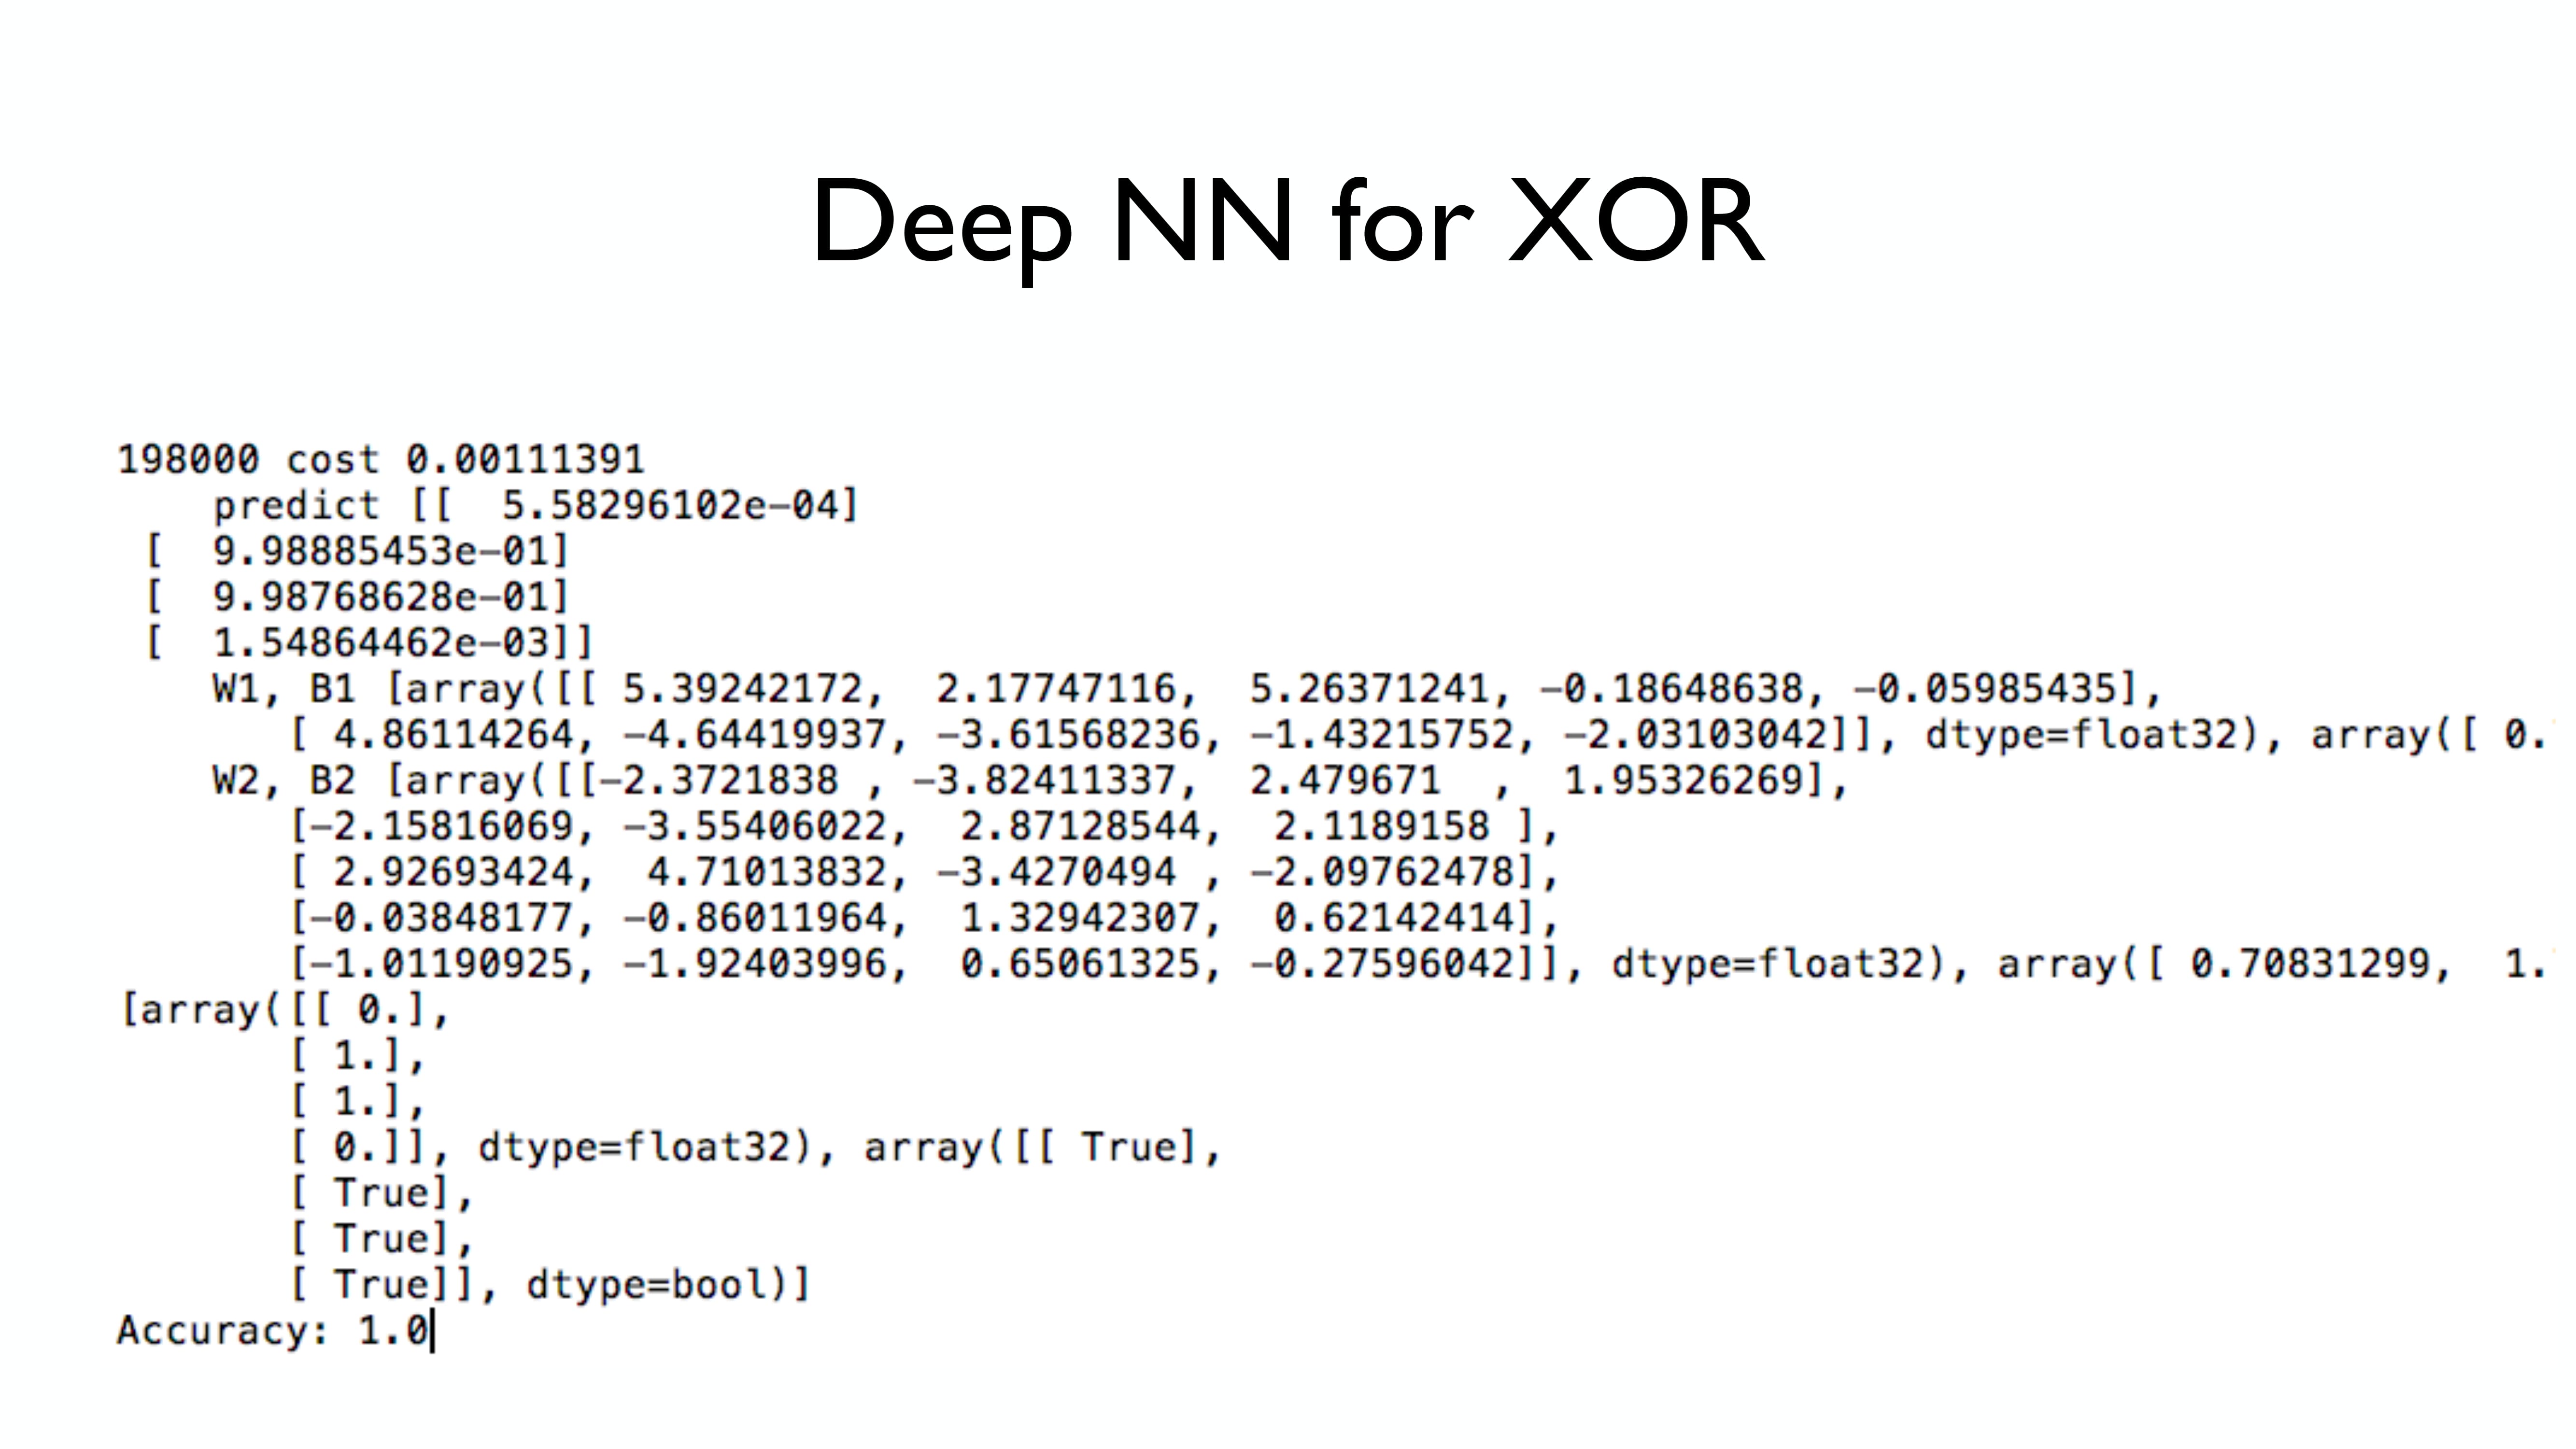 Deep NN for XOR
198000 cost 0.00111391
predict [[  5.58296102e-04]
[  9.98885453e-01]
[  9.98768628e-01]
[  1.54864462e-03]]
W1, B1 [array([[ 5.39242172,  2.17747116,  5.26371241, -0.18648638, -0.05985435],
[ 4.86114264, -4.64419937, -3.61568236, -1.43215752, -2.03103042]], dtype=float32), array([ 0.
W2, B2 [array([[-2.3721838 , -3.82411337,  2.479671  ,  1.95326269],
[-2.15816069, -3.55406022,  2.87128544,  2.1189158 ],
[ 2.92693424,  4.71013832, -3.4270494 , -2.09762478],
[-0.03848177, -0.86011964,  1.32942307,  0.62142414],
[-1.01190925, -1.92403996,  0.65061325, -0.27596042]], dtype=float32), array([ 0.70831299,  1.
[array([[ 0.],
[ 1.],
[ 1.],
[ 0.]], dtype=float32), array([[ True],
[ True],
[ True],
[ True]], dtype=bool)]
Accuracy: 1.0